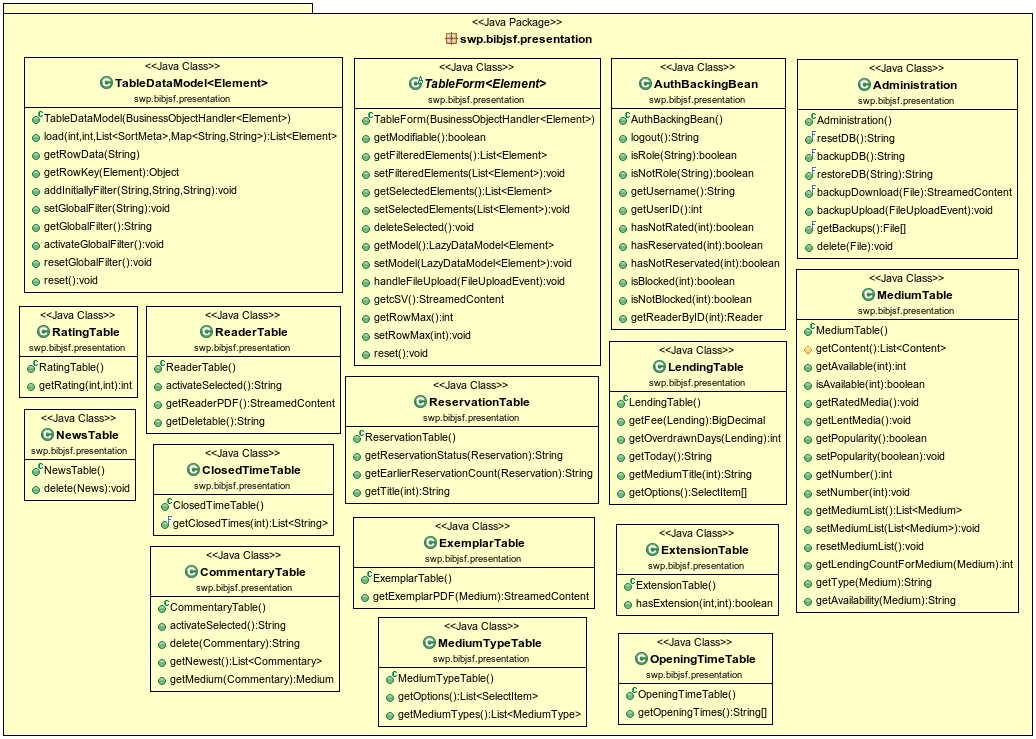 <<Java Package>>
swp.bibjsf.presentation
<<Java Class>>
TableDataModel<Element>
swp.bibjsf.presentation
TableDataModel(BusinessObjectHandler<Element>)
load(int,int,List<SortMeta>,Map<String,String>):List<Element>
getRowData(String)
getRowKey(Element):Object
addInitiallyFilter(String,String,String):void
setGlobalFilter(String):void
getGlobalFilter():String
activateGlobalFilter():void
resetGlobalFilter():void
reset():void
<<Java Class>>
TableForm<Element>
swp.bibjsf.presentation
TableForm(BusinessObjectHandler<Element>)
getModifiable():boolean
getFilteredElements():List<Element>
setFilteredElements(List<Element>):void
getSelectedElements():List<Element>
setSelectedElements(List<Element>):void
deleteSelected():void
getModel():LazyDataModel<Element>
setModel(LazyDataModel<Element>):void
handleFileUpload(FileUploadEvent):void
getcSV():StreamedContent
getRowMax():int
setRowMax(int):void
reset():void
<<Java Class>>
AuthBackingBean
swp.bibjsf.presentation
AuthBackingBean()
logout():String
isRole(String):boolean
isNotRole(String):boolean
getUsername():String
getUserID():int
hasNotRated(int):boolean
hasReservated(int):boolean
hasNotReservated(int):boolean
isBlocked(int):boolean
isNotBlocked(int):boolean
getReaderByID(int):Reader
<<Java Class>>
Administration
swp.bibjsf.presentation
Administration()
resetDB():String
backupDB():String
restoreDB(String):String
backupDownload(File):StreamedContent
backupUpload(FileUploadEvent):void
getBackups():File[]
delete(File):void
<<Java Class>>
RatingTable
swp.bibjsf.presentation
RatingTable()
getRating(int,int):int
<<Java Class>>
ReaderTable
swp.bibjsf.presentation
ReaderTable()
activateSelected():String
getReaderPDF():StreamedContent
getDeletable():String
<<Java Class>>
MediumTable
swp.bibjsf.presentation
MediumTable()
getContent():List<Content>
getAvailable(int):int
isAvailable(int):boolean
getRatedMedia():void
getLentMedia():void
getPopularity():boolean
setPopularity(boolean):void
getNumber():int
setNumber(int):void
getMediumList():List<Medium>
setMediumList(List<Medium>):void
resetMediumList():void
getLendingCountForMedium(Medium):int
getType(Medium):String
getAvailability(Medium):String
<<Java Class>>
LendingTable
swp.bibjsf.presentation
LendingTable()
getFee(Lending):BigDecimal
getOverdrawnDays(Lending):int
getToday():String
getMediumTitle(int):String
getOptions():SelectItem[]
<<Java Class>>
ReservationTable
swp.bibjsf.presentation
ReservationTable()
getReservationStatus(Reservation):String
getEarlierReservationCount(Reservation):String
getTitle(int):String
<<Java Class>>
NewsTable
swp.bibjsf.presentation
NewsTable()
delete(News):void
<<Java Class>>
ClosedTimeTable
swp.bibjsf.presentation
ClosedTimeTable()
getClosedTimes(int):List<String>
<<Java Class>>
ExemplarTable
swp.bibjsf.presentation
ExemplarTable()
getExemplarPDF(Medium):StreamedContent
<<Java Class>>
ExtensionTable
swp.bibjsf.presentation
ExtensionTable()
hasExtension(int,int):boolean
<<Java Class>>
CommentaryTable
swp.bibjsf.presentation
CommentaryTable()
activateSelected():String
delete(Commentary):String
getNewest():List<Commentary>
getMedium(Commentary):Medium
<<Java Class>>
MediumTypeTable
swp.bibjsf.presentation
MediumTypeTable()
getOptions():List<SelectItem>
getMediumTypes():List<MediumType>
<<Java Class>>
OpeningTimeTable
swp.bibjsf.presentation
OpeningTimeTable()
getOpeningTimes():String[]